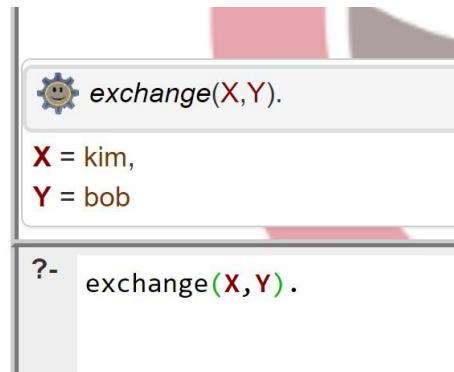 exchange(X,Y).
X = kim,
Y = bob
?- exchange(X,Y).